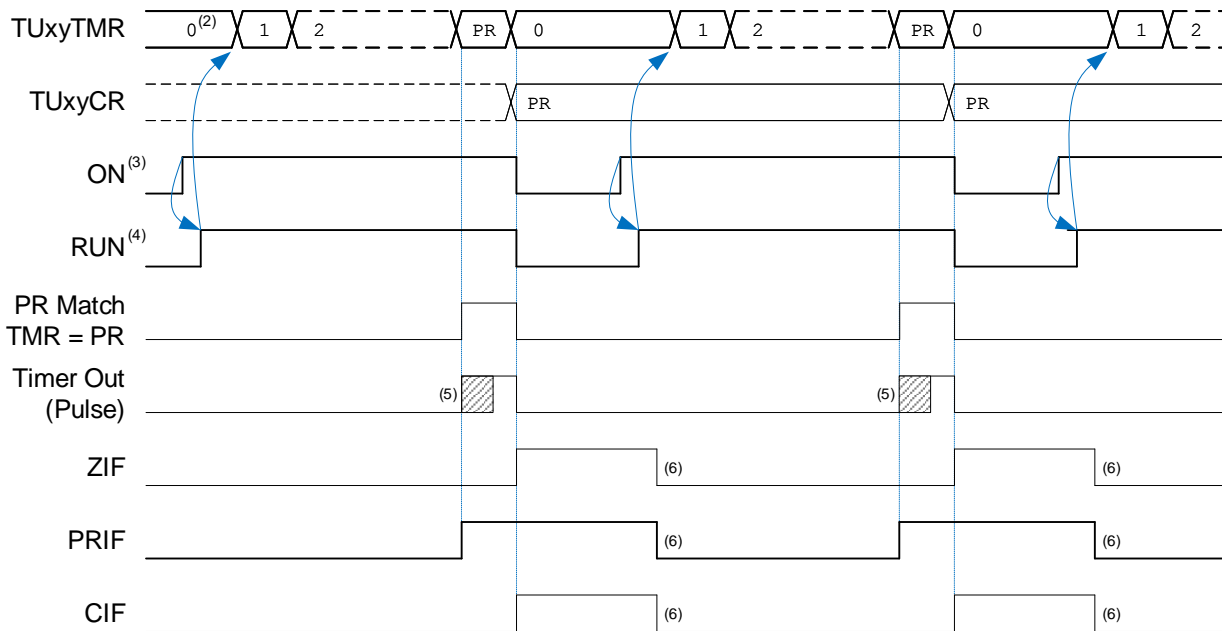 TUxyTMR 0(2) 1 2 PR 0 1 2 PR 0 1 2
TUxyCR PR PR
ON(3)
RUN(4)
PR Match
TMR = PR
Timer Out
(Pulse)
(5) (5)
ZIF (6) (6)
PRIF (6) (6)
CIF (6) (6)